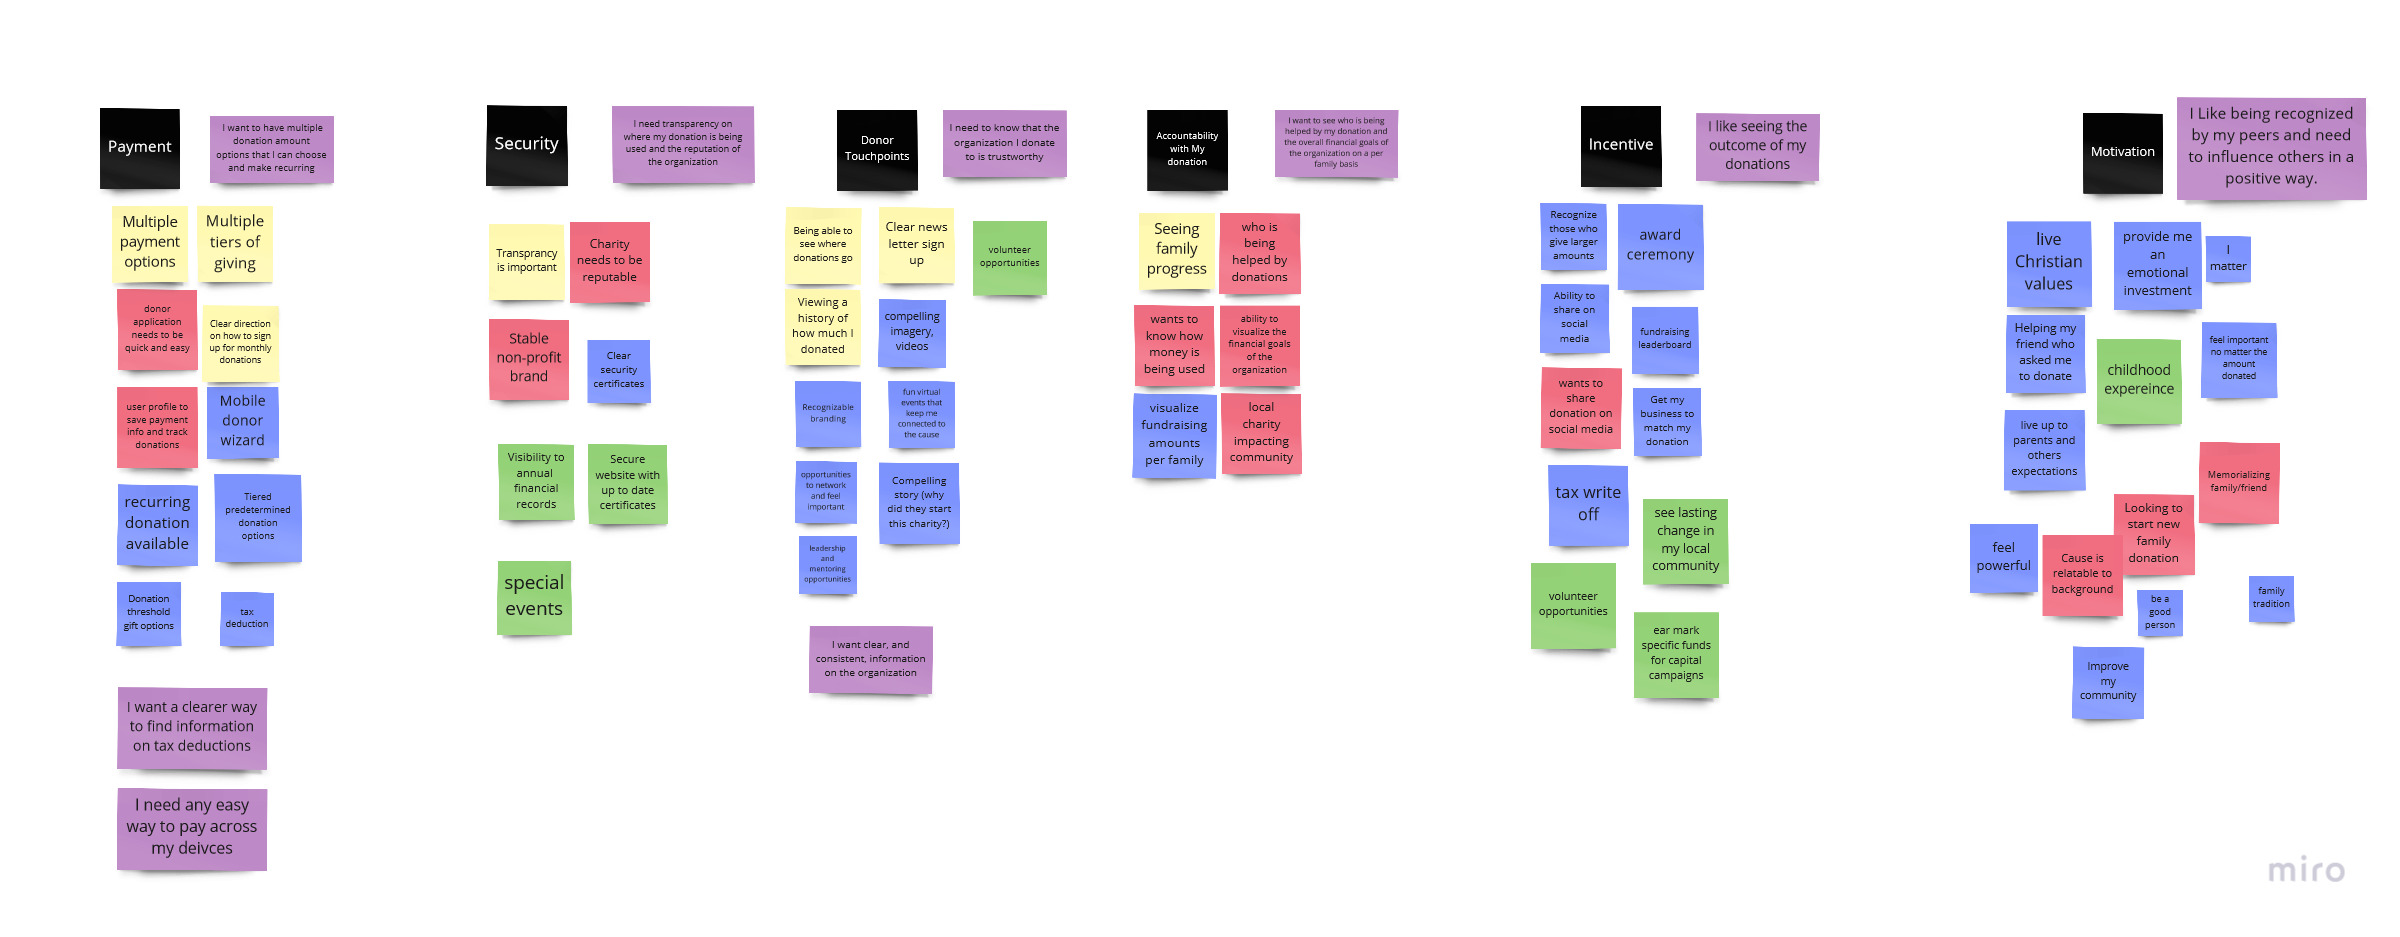 Payment
I want to have multiple
donation amount
options that I can choose
and make recurring
Multiple
payment
options
Multiple
tiers of
giving
donor
application
needs to be
quick and easy
Clear direction
on how to sign
up for monthly
donations
user profile to
save payment
info and track
donations
Mobile
donor
wizard
recurring
donation
available
Tiered
predetermined
donation
options
Donation
threshold
gift options
tax
deduction
I want a clearer way
to find information
on tax deductions
I need any easy
way to pay across
my deivces
Security
I need transparency on
where my donation is being
used and the reputation of
the organization
Transprancy
is important
Charity
needs to be
reputable
Stable
non-profit
brand
Clear
security
certificates
Visibility to
annual
financial
records
Secure
website with
up to date
certificates
special
events
Donor
Touchpoints
I need to know that the
organization I donate
to is trustworthy
Being able to
see where
donations go
Clear news
letter sign
up
volunteer
opportunities
Viewing a
history of
how much I
donated
compelling
imagery,
videos
Recognizable
branding
fun virtual
events that
keep me
connected to
the cause
opportunities
to network
and feel
important
Compelling
story (why
did they start
this charity?)
leadership
and
mentoring
opportunities
I want clear, and
consistent, information
on the organization
Accountability
with My
donation
I want to see who is being
helped by my donation and
the overall financial goals of
the organization on a per
family basis
Seeing
family
progress
who is
being
helped by
donations
wants to
know how
money is
being used
ability to
visualize the
financial goals
of the
organization
visualize
fundraising
amounts
per family
local
charity
impacting
community
Incentive
I like seeing the
outcome of my
donations
Recognize
those who
give larger
amounts
award
ceremony
Ability to
share on
social
media
fundraising
leaderboard
wants to
share
donation on
social media
Get my
business to
match my
donation
tax write
off
see lasting
change in
my local
community
volunteer
opportunities
ear mark
specific funds
for capital
campaigns
Motivation
I Like being recognized
by my peers and need
to influence others in a
positive way.
live
Christian
values
provide me
an
emotional
investment
I
matter
Helping my
friend who
asked me
to donate
childhood
expereince
feel important
no matter the
amount
donated
live up to
parents and
others
expectations
Memorializing
family/friend
Looking to
start new
family
donation
feel
powerful
Cause is
relatable to
background
be a
good
person
family
tradition
Improve
my
community
miro